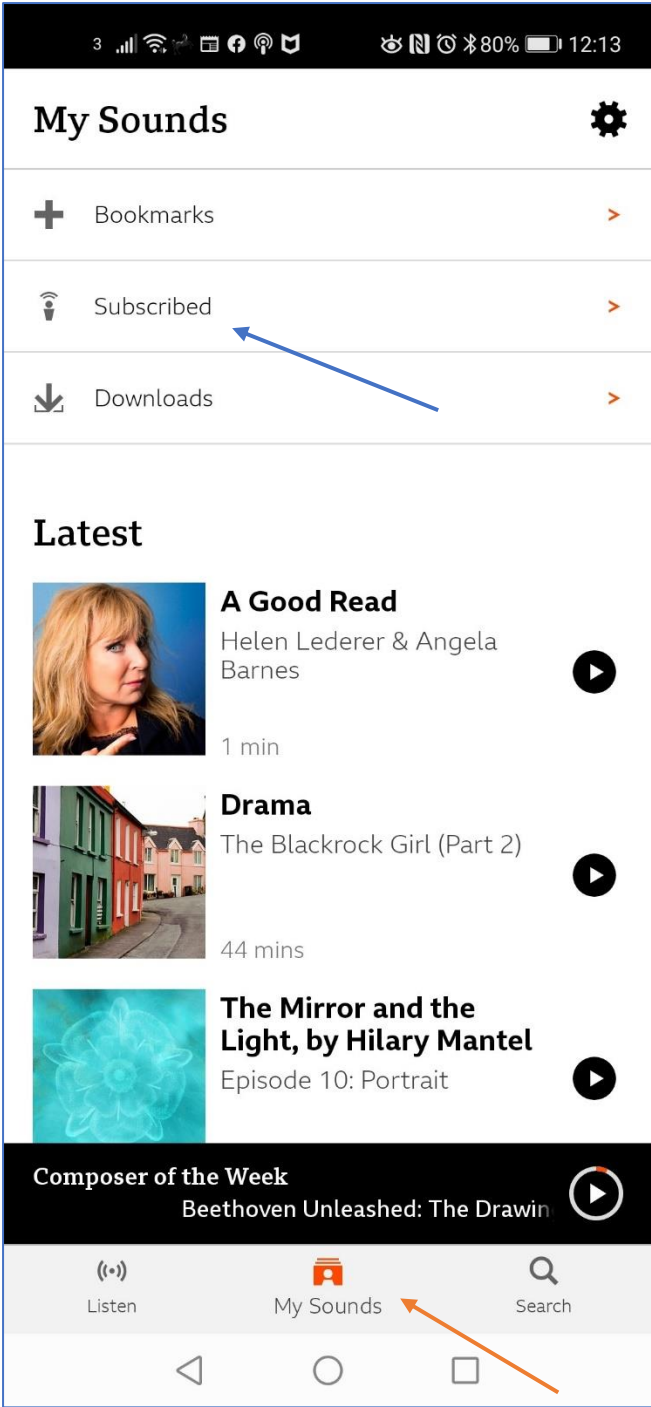 3 80% 12:13
My Sounds
Bookmarks
Subscribed
Downloads
Latest
A Good Read
Helen Lederer & Angela
Barnes
1 min
Drama
The Blackrock Girl (Part 2)
44 mins
The Mirror and the
Light, by Hilary Mantel
Episode 10: Portrait
Composer of the Week
Beethoven Unleashed: The Drawin
Listen My Sounds Search